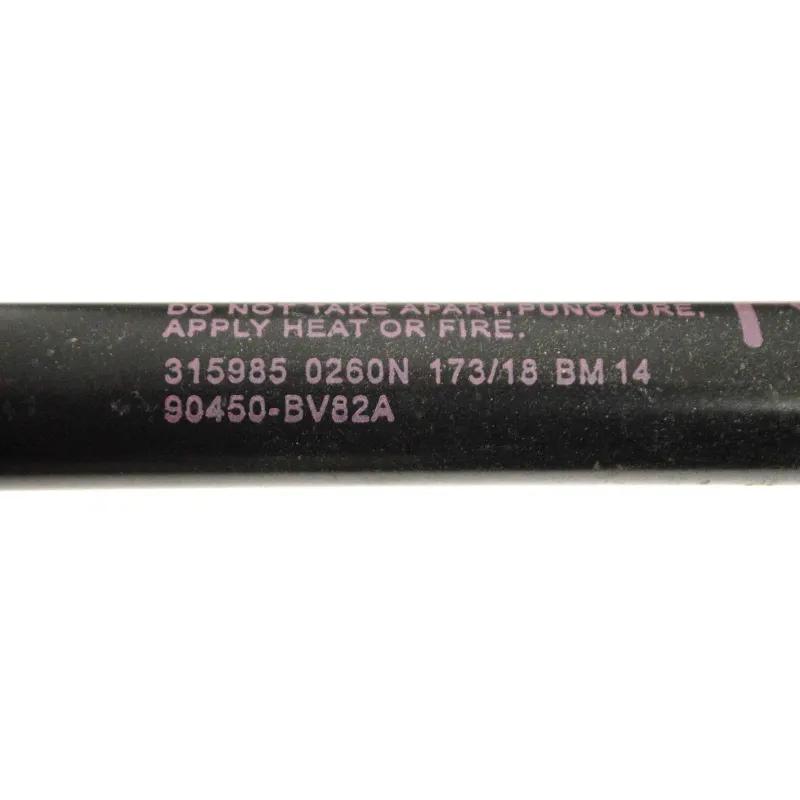 DO NOT TAKE APART, PUNCTURE,
APPLY HEAT OR FIRE.
315985 0260N 173/18 BM 14
90450-BV82A